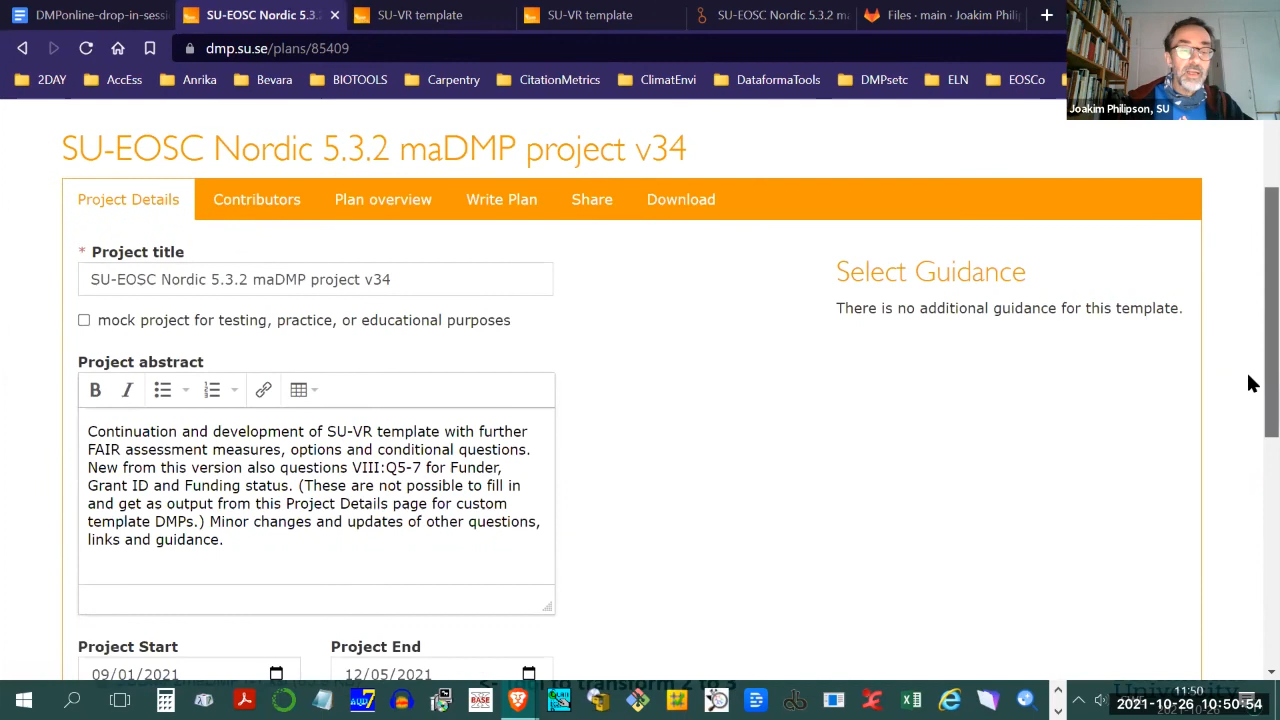 DMPonline-drop-in-sessi
SU-EOSC Nordic 5.3.2
SU-VR template
SU-VR template
SU-EOSC Nordic 5.3.2 m
Files · main · Joakim Phili
dmp.su.se/plans/85409
2DAY
AccEss
Anrika
Bevara
BIOTOOLS
Carpentry
CitationMetrics
ClimatEnvi
DataformaTools
DMPsetc
ELN
EOSCo
Joakim Philipson, SU
SU-EOSC Nordic 5.3.2 maDMP project v34
Project Details
Contributors
Plan overview
Write Plan
Share
Download
* Project title
SU-EOSC Nordic 5.3.2 maDMP project v34
mock project for testing, practice, or educational purposes
Select Guidance
There is no additional guidance for this template.
Project abstract
B I
Continuation and development of SU-VR template with further
FAIR assessment measures, options and conditional questions.
New from this version also questions VIII:Q5-7 for Funder,
Grant ID and Funding status. (These are not possible to fill in
and get as output from this Project Details page for custom
template DMPs.) Minor changes and updates of other questions,
links and guidance.
Project Start
Project End
09/01/2021
12/05/2021
to transform 2 to 3
BASE
11:50
2021-10-26 10:50:54